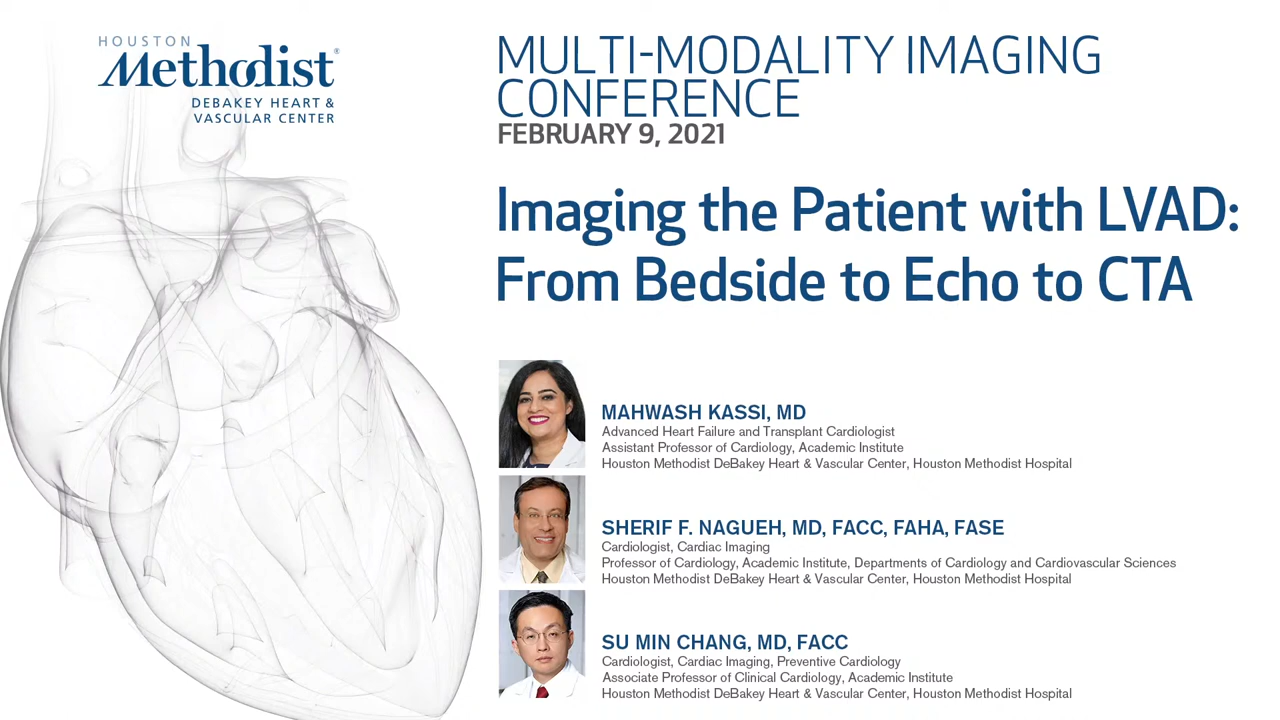 HOUSTON
Methodist®
DEBAKEY HEART &
VASCULAR CENTER
MULTI-MODALITY IMAGING
CONFERENCE
FEBRUARY 9, 2021
Imaging the Patient with LVAD:
From Bedside to Echo to CTA
MAHWASH KASSI, MD
Advanced Heart Failure and Transplant Cardiologist
Assistant Professor of Cardiology, Academic Institute
Houston Methodist DeBakey Heart & Vascular Center, Houston Methodist Hospital
SHERIF F. NAGUEH, MD, FACC, FAHA, FASE
Cardiologist, Cardiac Imaging
Professor of Cardiology, Academic Institute, Departments of Cardiology and Cardiovascular Sciences
Houston Methodist DeBakey Heart & Vascular Center, Houston Methodist Hospital
SU MIN CHANG, MD, FACC
Cardiologist, Cardiac Imaging, Preventive Cardiology
Associate Professor of Clinical Cardiology, Academic Institute
Houston Methodist DeBakey Heart & Vascular Center, Houston Methodist Hospital